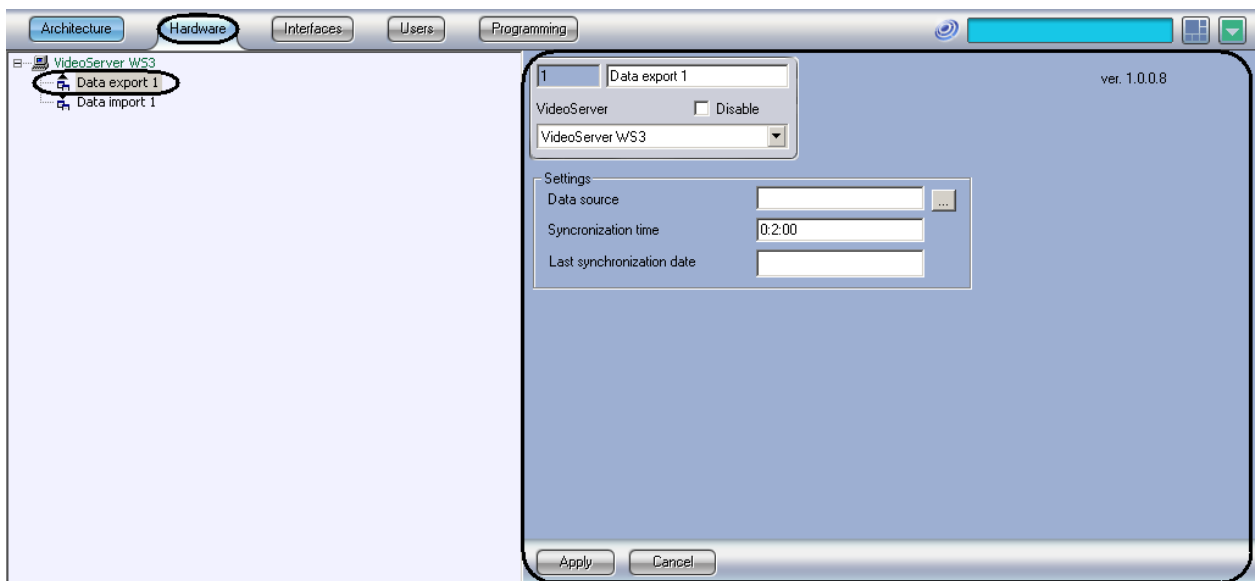 Architecture Hardware Interfaces Users Programming
VideoServer WS3
Data export 1
Data import 1
1 Data export 1
ver. 1.0.0.8
VideoServer Disable
VideoServer WS3
Settings
Data source ...
Syncronization time 0:2:00
Last synchronization date
Apply Cancel